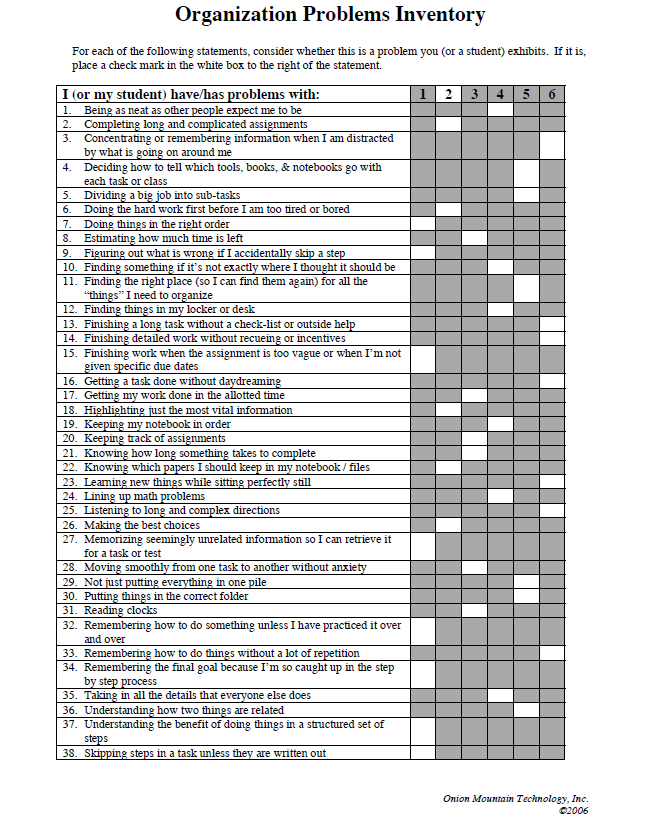 Organization Problems Inventory
For each of the following statements, consider whether this is a problem you (or a student) exhibits. If it is,
place a check mark in the white box to the right of the statement.
I (or my student) have/has problems with: 1 2 3 4 5 6
1. Being as neat as other people expect me to be
2. Completing long and complicated assignments
3. Concentrating or remembering information when I am distracted
by what is going on around me
4. Deciding how to tell which tools, books, & notebooks go with
each task or class
5. Dividing a big job into sub-tasks
6. Doing the hard work first before I am too tired or bored
7. Doing things in the right order
8. Estimating how much time is left
9. Figuring out what is wrong if I accidentally skip a step
10. Finding something if it's not exactly where I thought it should be
11. Finding the right place (so I can find them again) for all the
“things” I need to organize
12. Finding things in my locker or desk
13. Finishing a long task without a check-list or outside help
14. Finishing detailed work without recueing or incentives
15. Finishing work when the assignment is too vague or when I'm not
given specific due dates
16. Getting a task done without daydreaming
17. Getting my work done in the allotted time
18. Highlighting just the most vital information
19. Keeping my notebook in order
20. Keeping track of assignments
21. Knowing how long something takes to complete
22. Knowing which papers I should keep in my notebook / files
23. Learning new things while sitting perfectly still
24. Lining up math problems
25. Listening to long and complex directions
26. Making the best choices
27. Memorizing seemingly unrelated information so I can retrieve it
for a task or test
28. Moving smoothly from one task to another without anxiety
29. Not just putting everything in one pile
30. Putting things in the correct folder
31. Reading clocks
32. Remembering how to do something unless I have practiced it over
and over
33. Remembering how to do things without a lot of repetition
34. Remembering the final goal because I'm so caught up in the step
by step process
35. Taking in all the details that everyone else does
36. Understanding how two things are related
37. Understanding the benefit of doing things in a structured set of
steps
38. Skipping steps in a task unless they are written out
Onion Mountain Technology, Inc.
©2006